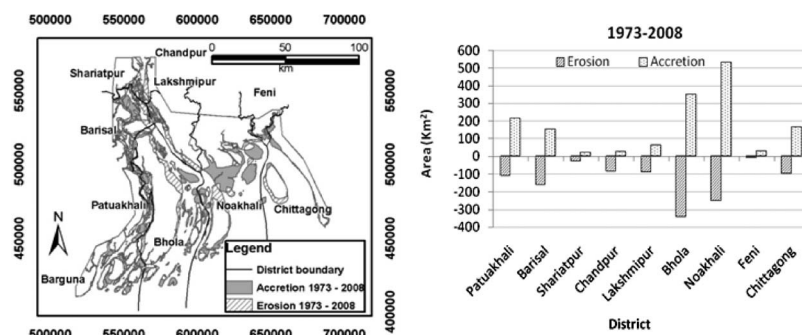 500000 550000 600000 650000 700000
Chandpur
0 50 100
km
Shariatpur
Lakshmipur
Feni
Barisal
Patuakhali
Noakhali
Chittagong
Bhola
Barguna
N
Legend
District boundary
Accretion 1973 - 2008
Erosion 1973 - 2008
550000
500000
450000
550000
500000
450000
400000
500000 550000 600000 650000 700000
1973-2008
Erosion Accretion
Area (Km²)
600
500
400
300
200
100
0
-100
-200
-300
-400
Patuakhali
Barisal
Shariatpur
Chandpur
Lakshmipur
Bhola
Noakhali
Feni
Chittagong
District